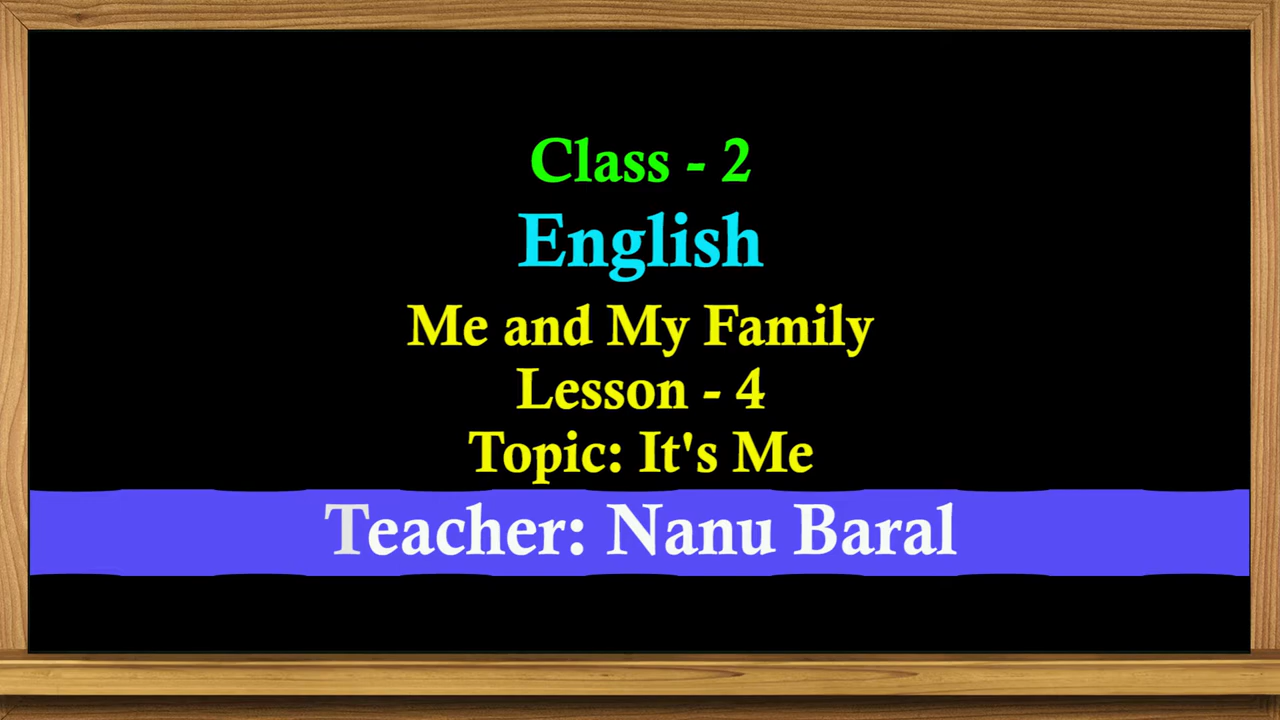 Class - 2
English
Me and My Family
Lesson - 4
Topic: It's Me
Teacher: Nanu Baral